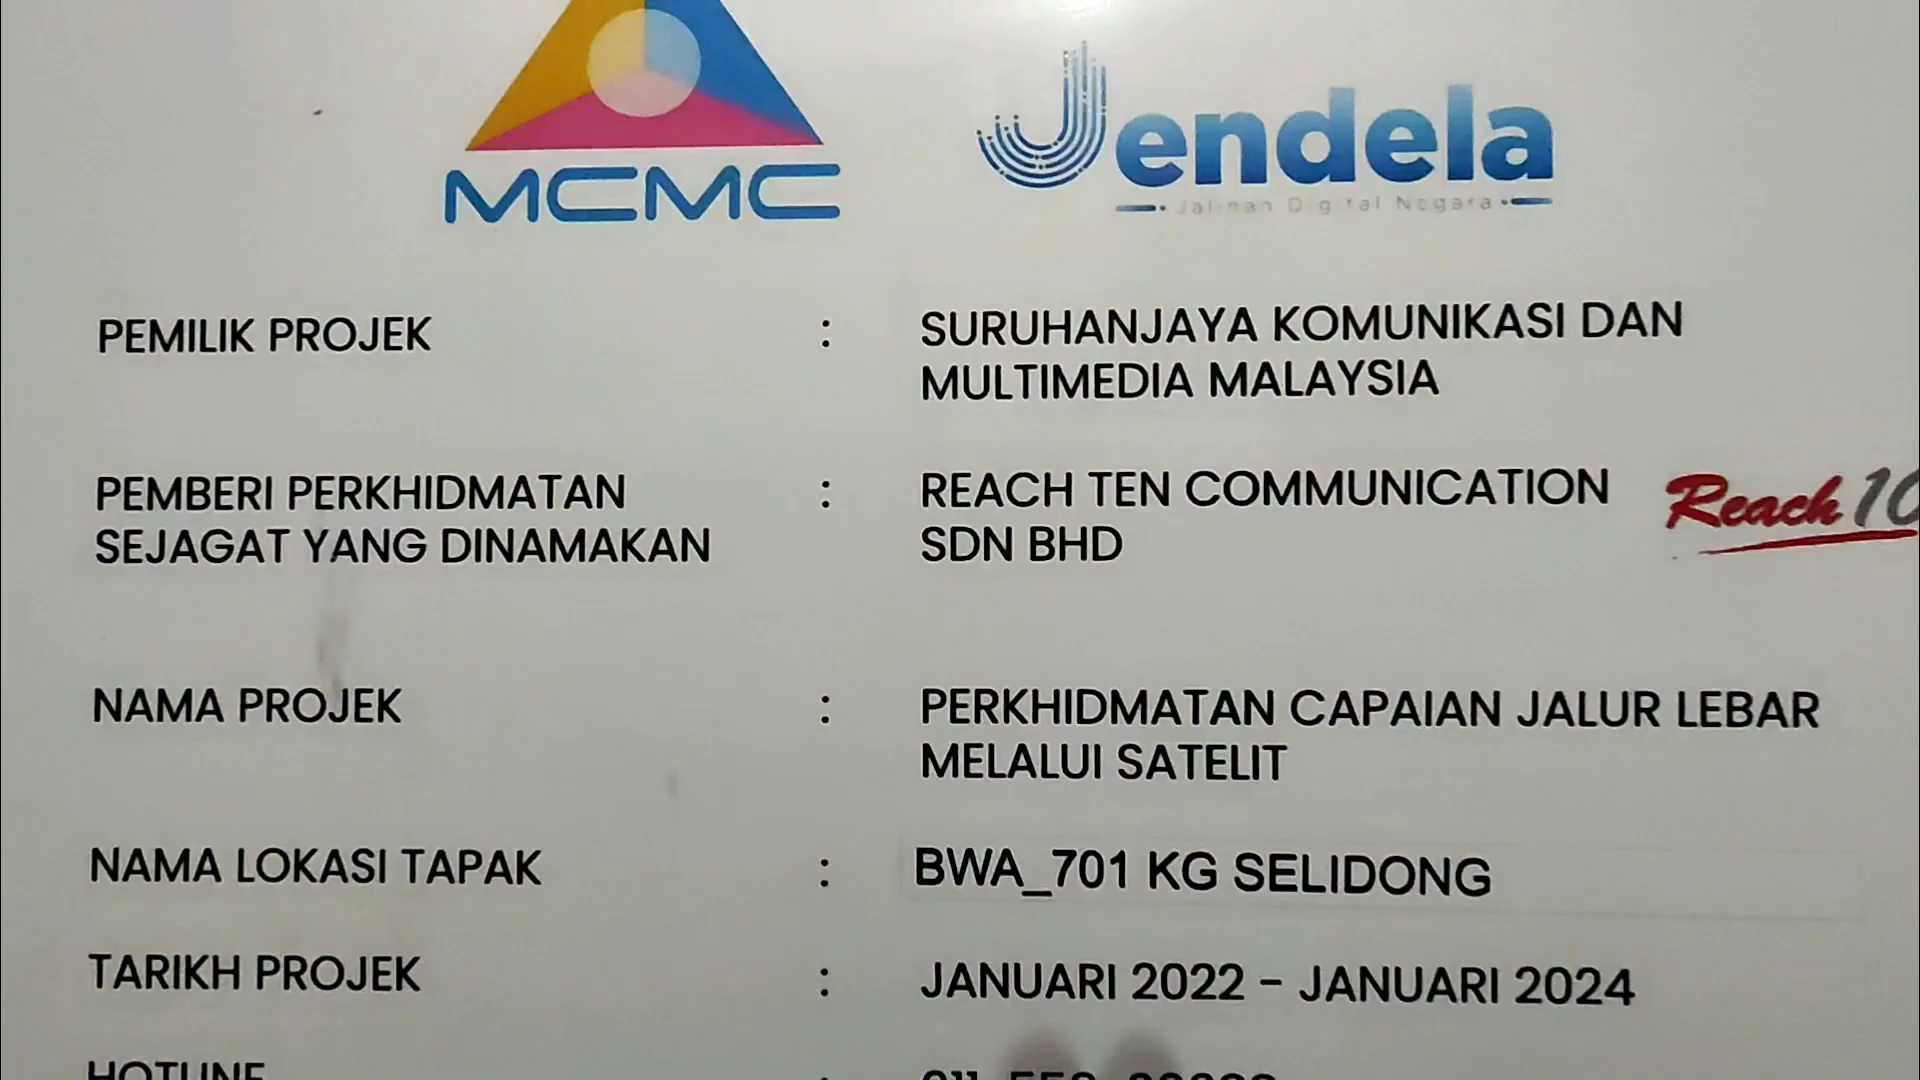 MCMC
Jendela
Jalinan Digital Negara
PEMILIK PROJEK : SURUHANJAYA KOMUNIKASI DAN
MULTIMEDIA MALAYSIA
PEMBERI PERKHIDMATAN : REACH TEN COMMUNICATION Reach10
SEJAGAT YANG DINAMAKAN SDN BHD
NAMA PROJEK : PERKHIDMATAN CAPAIAN JALUR LEBAR
MELALUI SATELIT
NAMA LOKASI TAPAK : BWA_701 KG SELIDONG
TARIKH PROJEK : JANUARI 2022 - JANUARI 2024
HOTLINE :